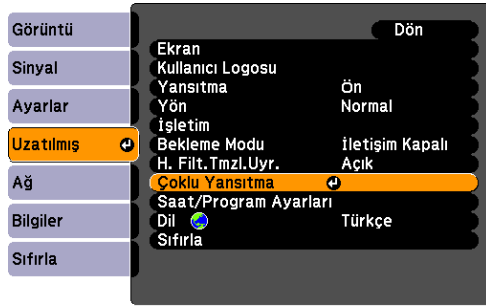 Görüntü
Sinyal
Ayarlar
Uzatılmış
Ağ
Bilgiler
Sıfırla
Dön
Ekran
Kullanıcı Logosu
Yansıtma Ön
Yön Normal
İşletim
Bekleme Modu İletişim Kapalı
H. Filt.Tmzl.Uyr. Açık
Çoklu Yansıtma
Saat/Program Ayarları
Dil Türkçe
Sıfırla